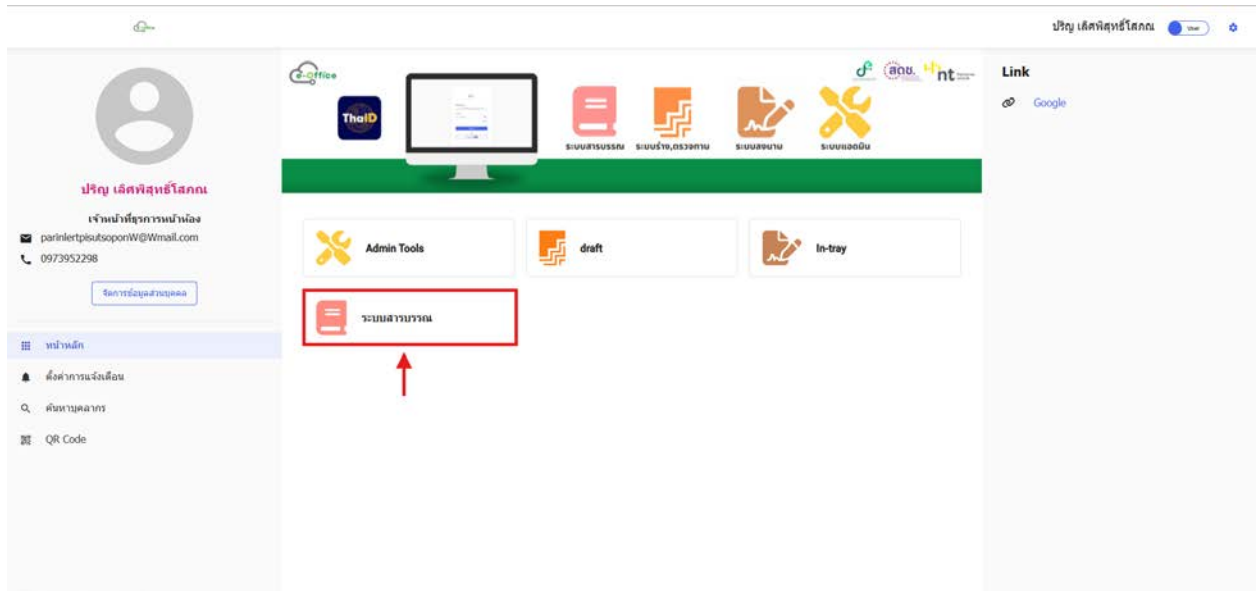 e-Office
ปริญ เลิศพิสุทธิ์โสภณ
User
ปริญ เลิศพิสุทธิ์โสภณ
เจ้าหน้าที่ธุรการหน้าห้อง
parinlertpisutsoponW@Wmail.com
0973952298
จัดการข้อมูลส่วนบุคคล
หน้าหลัก
ตั้งค่าการแจ้งเตือน
ค้นหาบุคลากร
QR Code
e-Office
ThaID
สดช.
nt
ระบบสารบรรณ
ระบบร่าง,ตรวจทาน
ระบบลงนาม
ระบบแอดมิน
Admin Tools
draft
In-tray
ระบบสารบรรณ
Link
Google